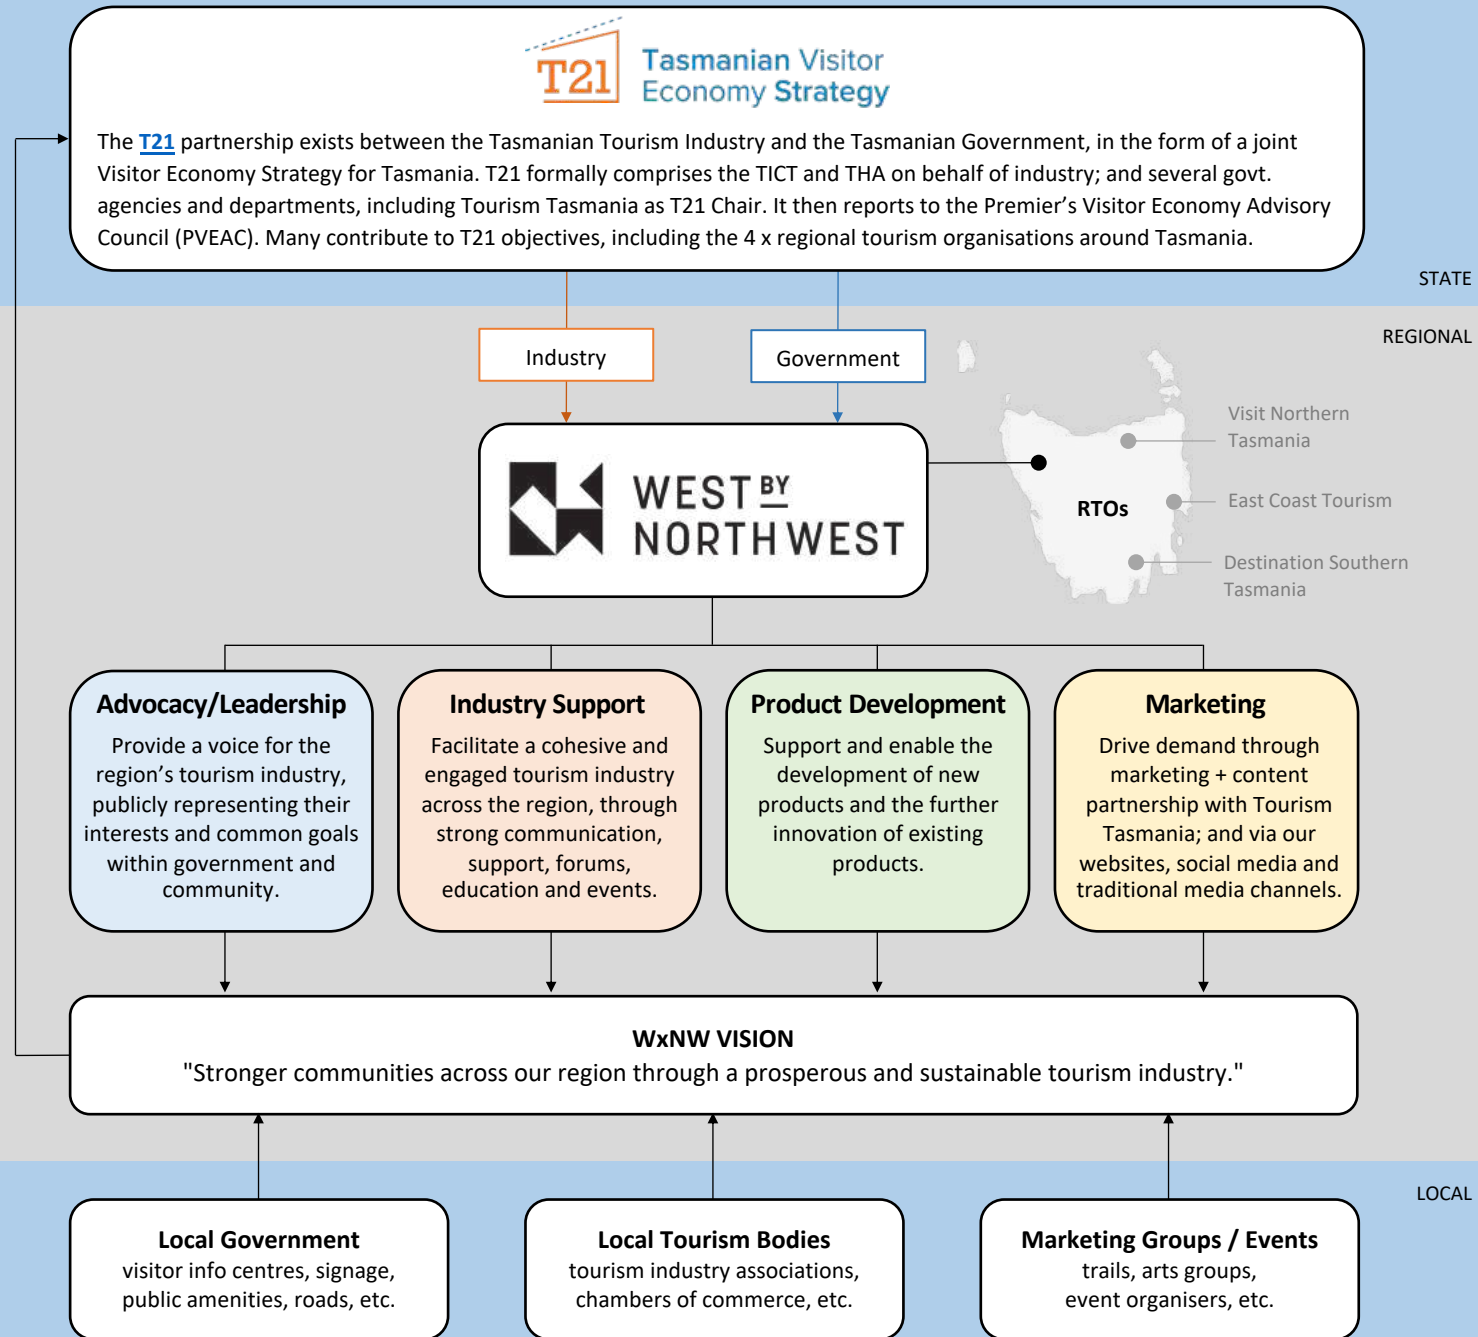 T21
Tasmanian Visitor
Economy Strategy
The T21 partnership exists between the Tasmanian Tourism Industry and the Tasmanian Government, in the form of a joint
Visitor Economy Strategy for Tasmania. T21 formally comprises the TICT and THA on behalf of industry; and several govt.
agencies and departments, including Tourism Tasmania as T21 Chair. It then reports to the Premier’s Visitor Economy Advisory
Council (PVEAC). Many contribute to T21 objectives, including the 4 x regional tourism organisations around Tasmania.
STATE
REGIONAL
Industry
Government
WEST BY
NORTH WEST
RTOs
Visit Northern
Tasmania
East Coast Tourism
Destination Southern
Tasmania
Advocacy/Leadership
Provide a voice for the
region’s tourism industry,
publicly representing their
interests and common goals
within government and
community.
Industry Support
Facilitate a cohesive and
engaged tourism industry
across the region, through
strong communication,
support, forums,
education and events.
Product Development
Support and enable the
development of new
products and the further
innovation of existing
products.
Marketing
Drive demand through
marketing + content
partnership with Tourism
Tasmania; and via our
websites, social media and
traditional media channels.
WxNW VISION
"Stronger communities across our region through a prosperous and sustainable tourism industry."
LOCAL
Local Government
visitor info centres, signage,
public amenities, roads, etc.
Local Tourism Bodies
tourism industry associations,
chambers of commerce, etc.
Marketing Groups / Events
trails, arts groups,
event organisers, etc.